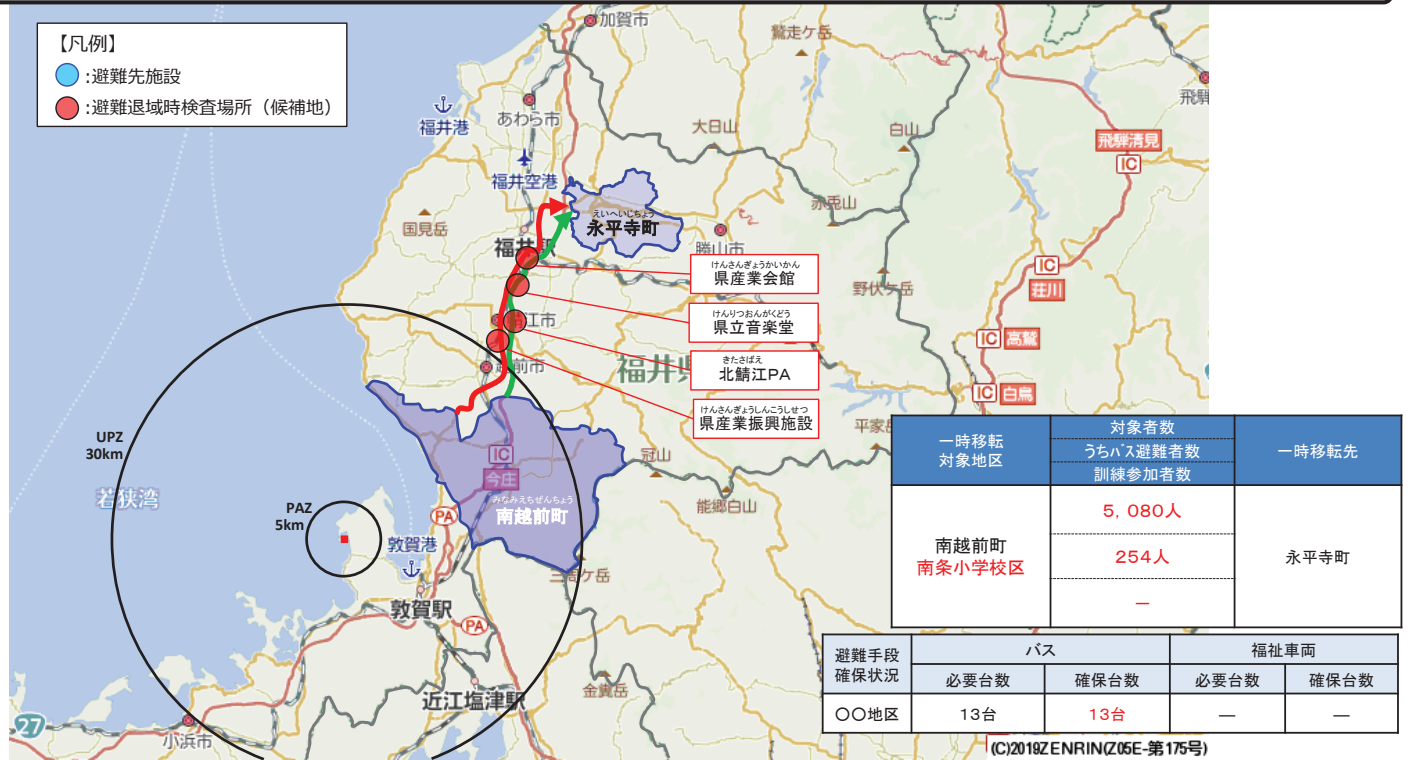 【凡例】
:避難先施設
:避難退域時検査場所（候補地）
加賀市
鷲走ケ岳
飛騨
あわら市
福井港
大日山
白山
飛騨清見
IC
福井空港
赤兎山
国見岳
えいへいじちょう
永平寺町
福井駅
勝山市
けんさんぎょうかいかん
県産業会館
IC
荘川
野伏ケ岳
けんりつおんがくどう
県立音楽堂
江市
IC 高鷲
きたさばえ
北鯖江PA
越前市
福井県
IC 白鳥
けんさんぎょうしんこうしせつ
県産業振興施設
平家岳
UPZ
30km
冠山
IC
今庄
能郷白山
若狭湾
PAZ
5km
みなみえちぜんちょう
南越前町
PA
敦賀港
三周ケ岳
敦賀駅
PA
近江塩津駅
金糞岳
27
小浜市
一時移転
対象地区
対象者数
うちバス避難者数
訓練参加者数
一時移転先
南越前町
南条小学校区
5,080人
254人
－
永平寺町
避難手段
確保状況
バス
福祉車両
必要台数
確保台数
必要台数
確保台数
○○地区
13台
13台
―
―
(C)2019ZENRIN(Z05E-第175号)